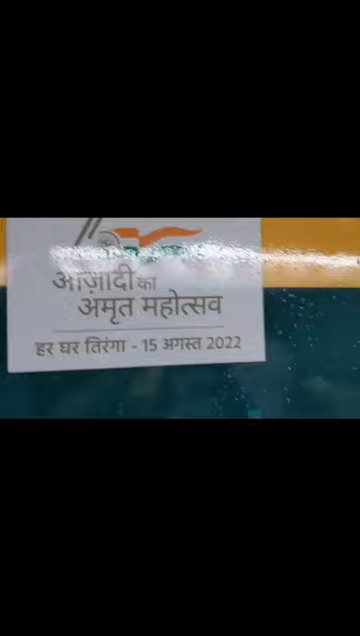 आज़ादी का
अमृत महोत्सव
हर घर तिरंगा - 15 अगस्त 2022